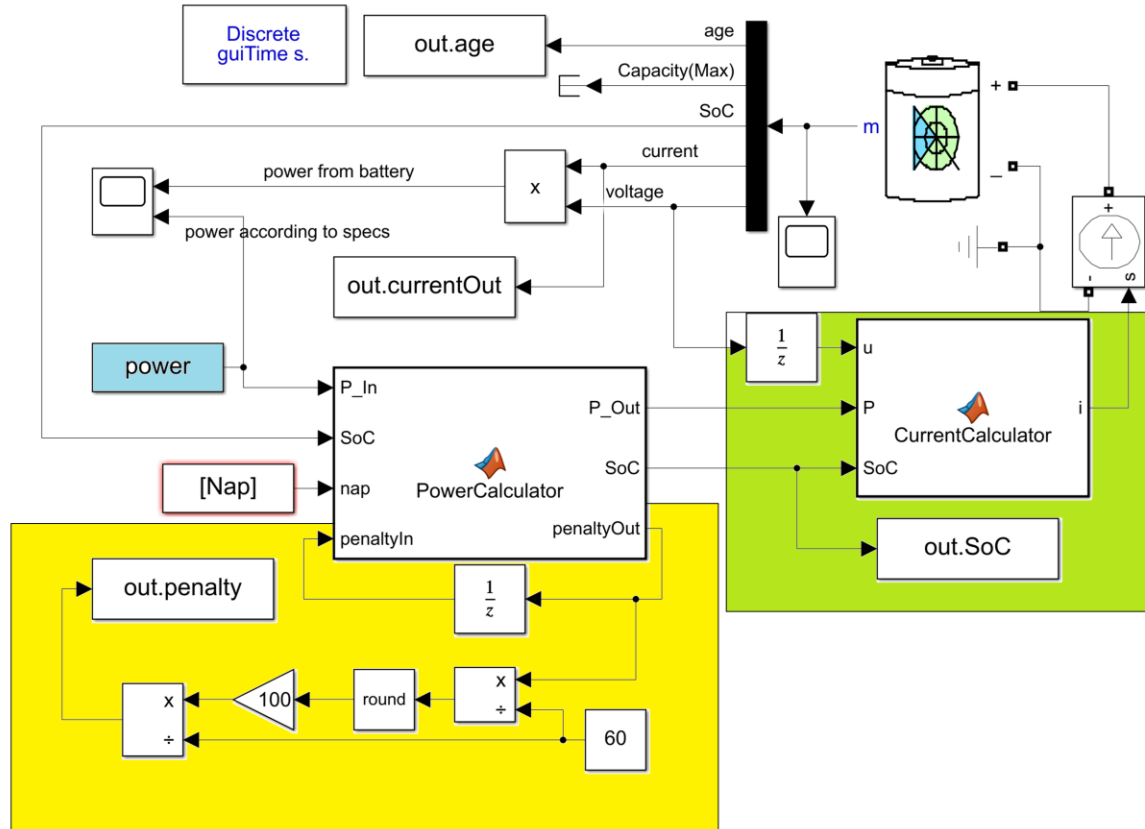 Discrete
guiTime s.
out.age
age
Capacity(Max)
SoC
m
+
_
current
power from battery
x
voltage
power according to specs
+
-
s
out.currentOut
power
1
z
u
P
SoC
i
CurrentCalculator
P_In
SoC
nap
penaltyIn
P_Out
SoC
penaltyOut
PowerCalculator
[Nap]
out.SoC
out.penalty
1
z
x
÷
100
round
x
÷
60